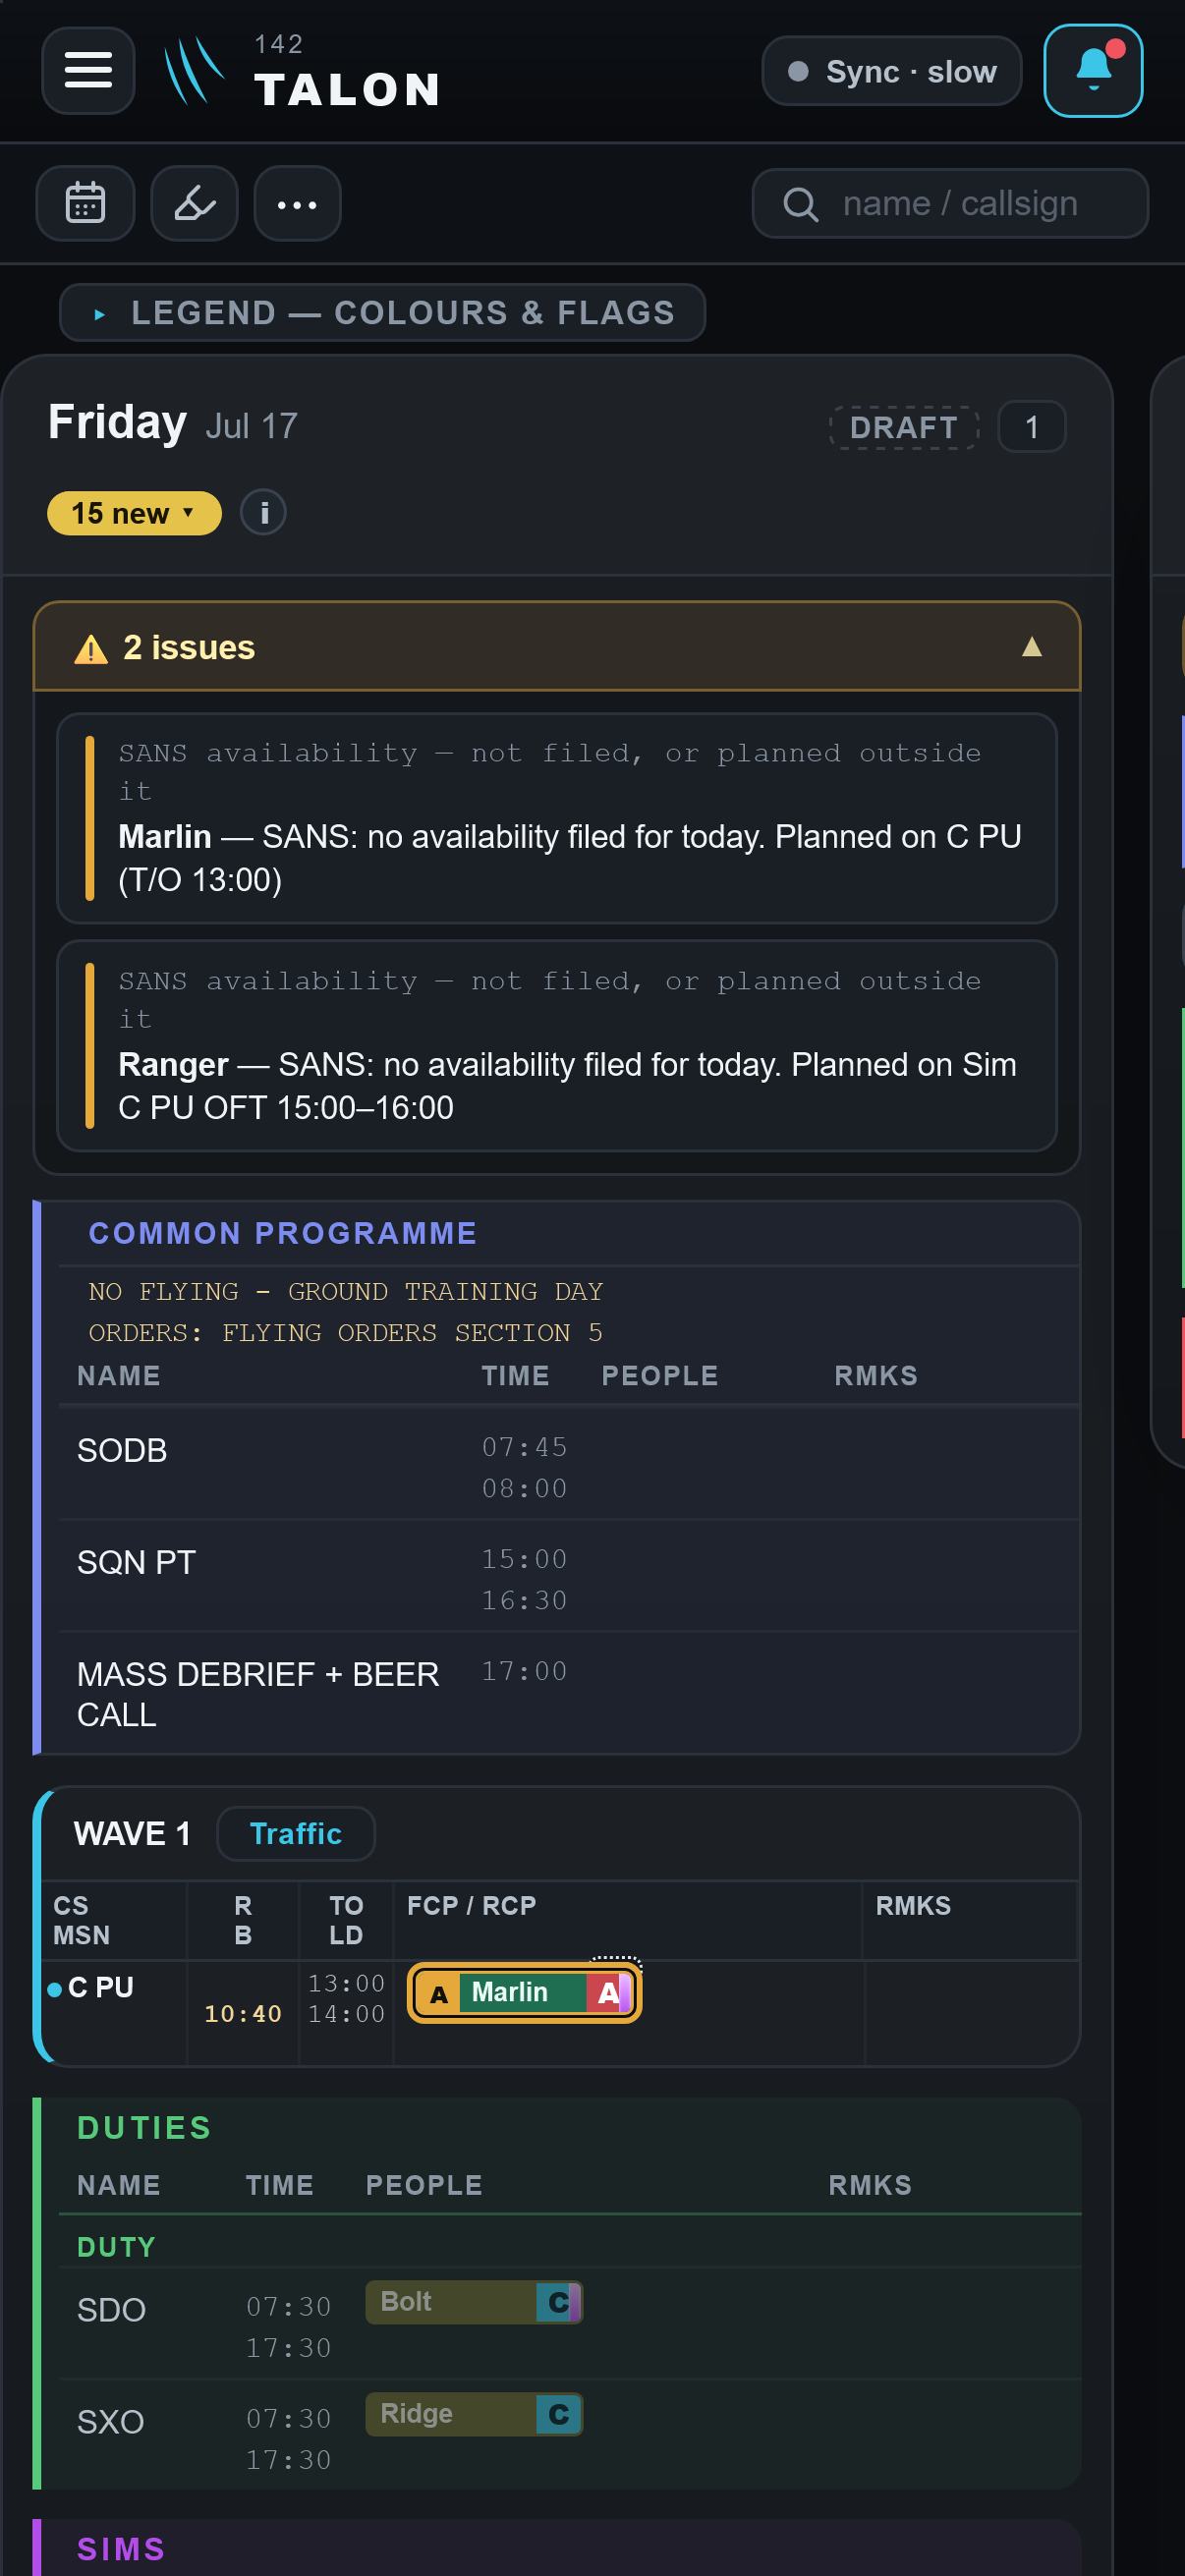 142
TALON
Sync · slow
name / callsign
▸ LEGEND — COLOURS & FLAGS
Friday Jul 17
DRAFT 1
15 new ▾
i
2 issues ▲
SANS availability — not filed, or planned outside
it
Marlin — SANS: no availability filed for today. Planned on C PU
(T/O 13:00)
SANS availability — not filed, or planned outside
it
Ranger — SANS: no availability filed for today. Planned on Sim
C PU OFT 15:00–16:00
COMMON PROGRAMME
NO FLYING - GROUND TRAINING DAY
ORDERS: FLYING ORDERS SECTION 5
NAME TIME PEOPLE RMKS
SODB 07:45
08:00
SQN PT 15:00
16:30
MASS DEBRIEF + BEER 17:00
CALL
WAVE 1 Traffic
CS R TO FCP / RCP RMKS
MSN B LD
C PU 13:00 A Marlin A
10:40 14:00
DUTIES
NAME TIME PEOPLE RMKS
DUTY
SDO 07:30 Bolt C
17:30
SXO 07:30 Ridge C
17:30
SIMS